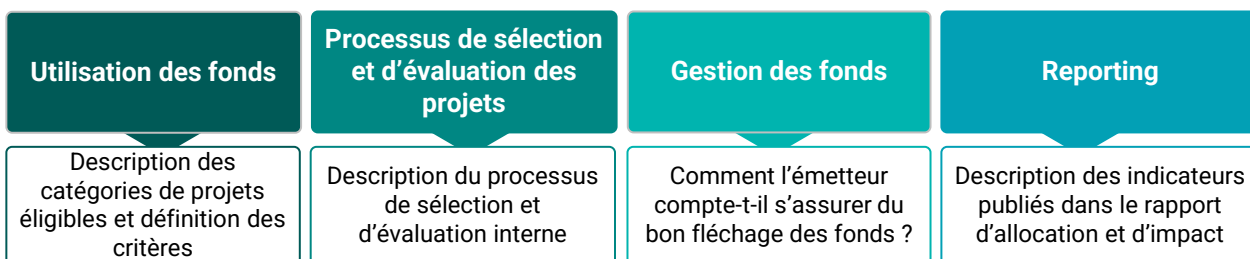 Utilisation des fonds
Description des
catégories de projets
éligibles et définition des
critères
Processus de sélection
et d’évaluation des
projets
Description du processus
de sélection et
d’évaluation interne
Gestion des fonds
Comment l’émetteur
compte-t-il s’assurer du
bon fléchage des fonds ?
Reporting
Description des indicateurs
publiés dans le rapport
d’allocation et d’impact